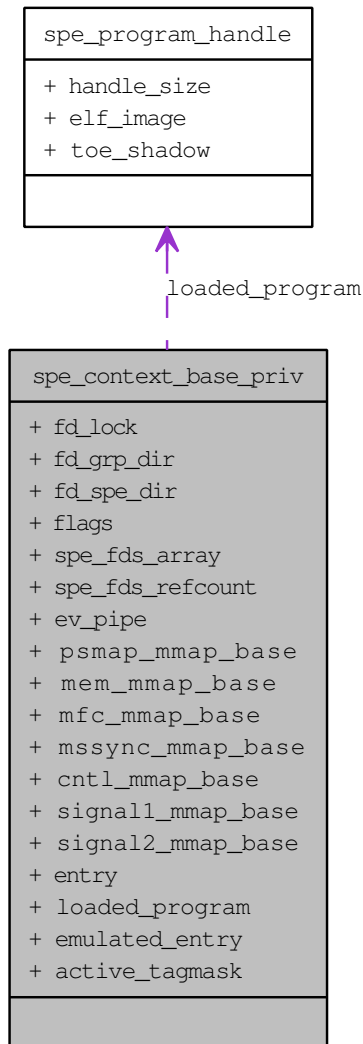 spe_program_handle
+ handle_size
+ elf_image
+ toe_shadow
loaded_program
spe_context_base_priv
+ fd_lock
+ fd_grp_dir
+ fd_spe_dir
+ flags
+ spe_fds_array
+ spe_fds_refcount
+ ev_pipe
+ psmap_mmap_base
+ mem_mmap_base
+ mfc_mmap_base
+ mssync_mmap_base
+ cntl_mmap_base
+ signal1_mmap_base
+ signal2_mmap_base
+ entry
+ loaded_program
+ emulated_entry
+ active_tagmask